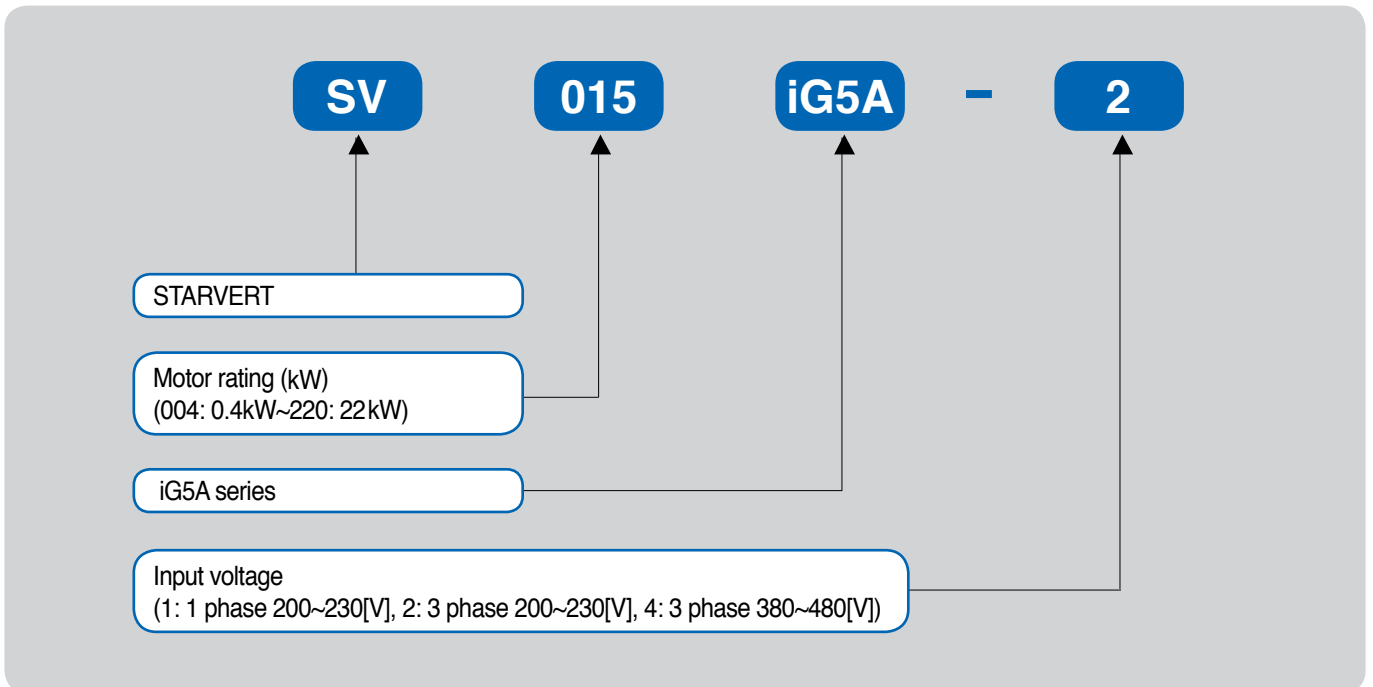 SV 015 iG5A - 2
STARVERT
Motor rating (kW)
(004: 0.4kW~220: 22kW)
iG5A series
Input voltage
(1: 1 phase 200~230[V], 2: 3 phase 200~230[V], 4: 3 phase 380~480[V])